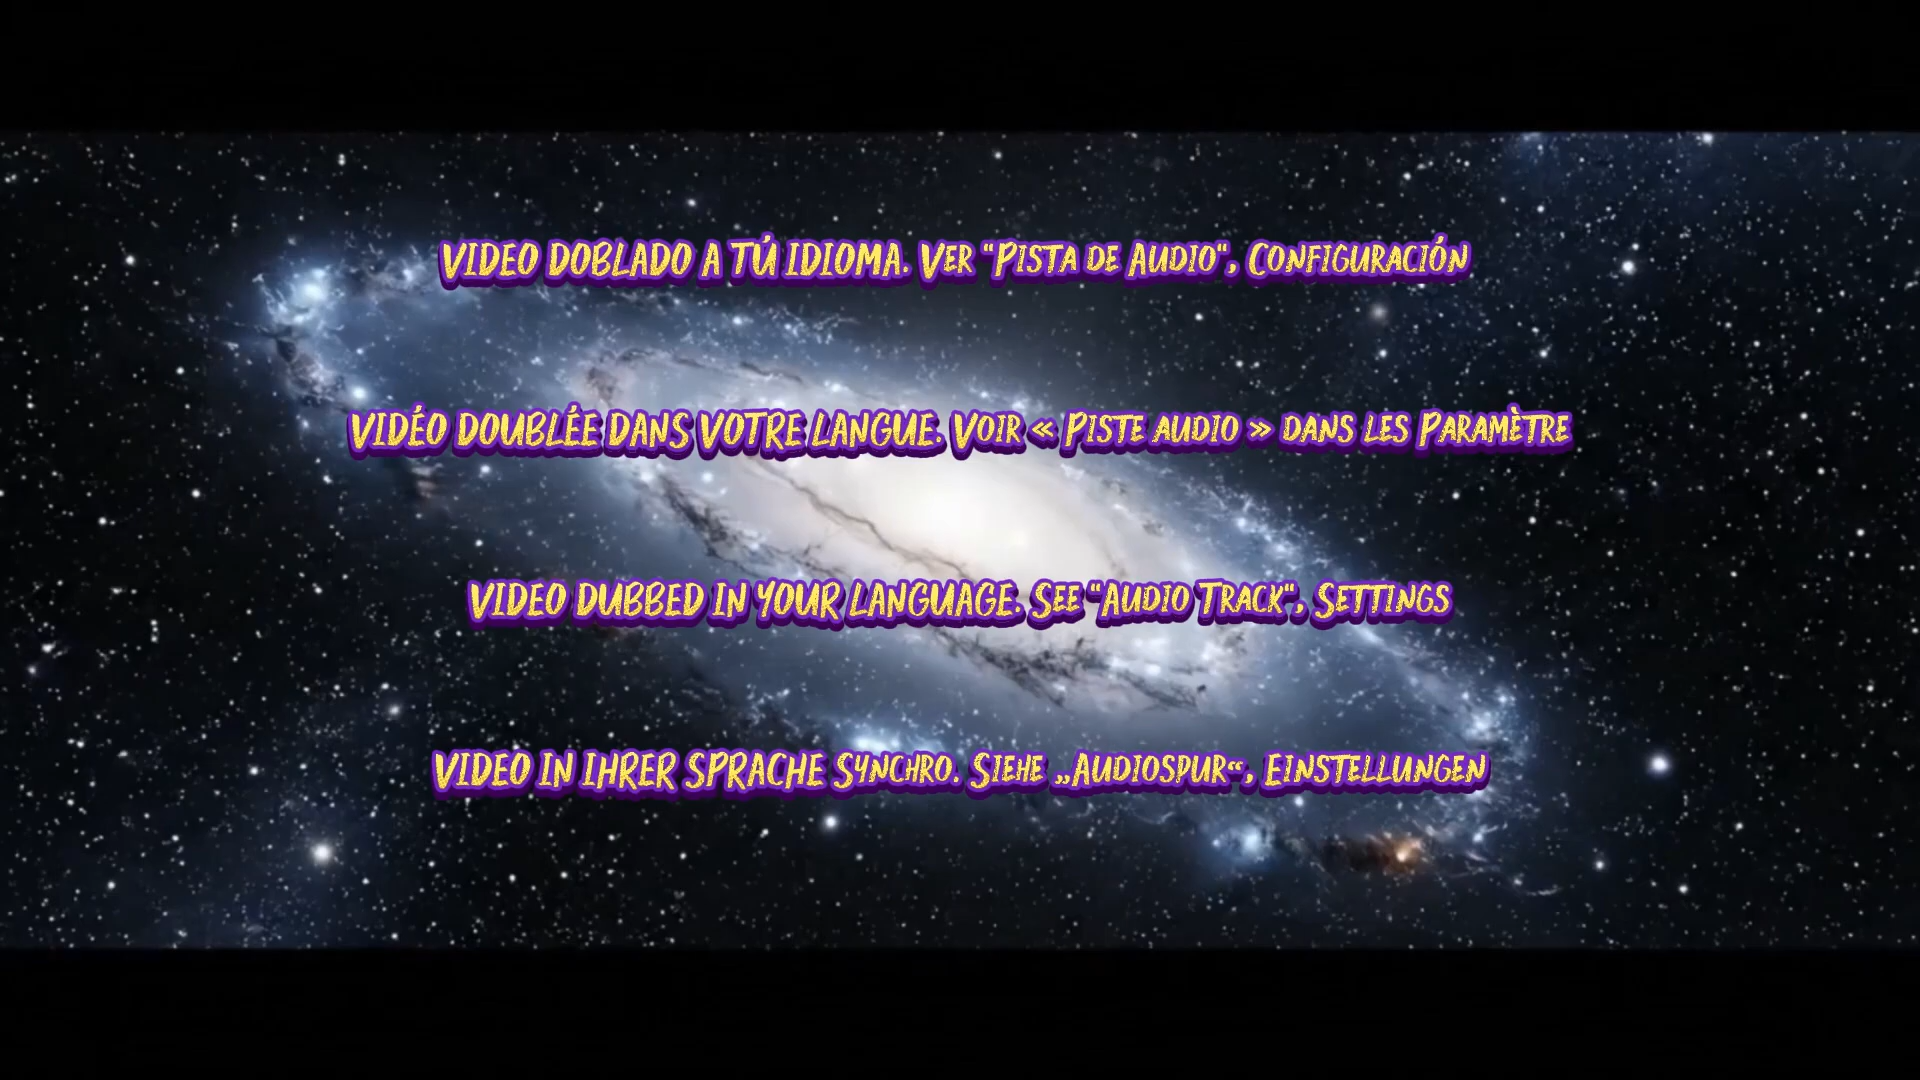 VIDEO DOBLADO A TÚ IDIOMA. VER "PISTA DE AUDIO", CONFIGURACIÓN
VIDÉO DOUBLÉE DANS VOTRE LANGUE. VOIR « PISTE AUDIO » DANS LES PARAMÈTRE
VIDEO DUBBED IN YOUR LANGUAGE. SEE "AUDIO TRACK", SETTINGS
VIDEO IN IHRER SPRACHE SYNCHRO. SIEHE „AUDIOSPUR“, EINSTELLUNGEN